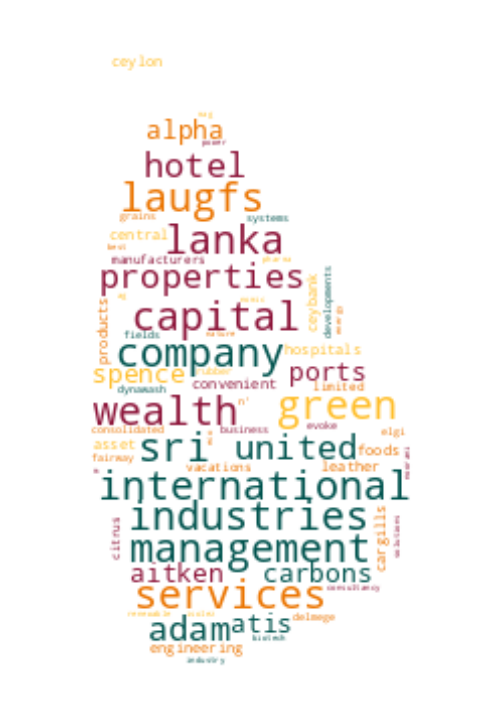 ceylon
alpha
power
hotel
laugfs
grains
systems
central
lanka
best
manufacturers
pharma
properties
a
ceybank
developments
products
capital
energy
fields
nature
company
hospitals
spence
rubber
ports
dynawash
convenient
limited
wealth
n'
green
consolidated
business
evoke
elgi
asset
sri
united
foods
fairway
vacations
leather
international
industries
citrus
cargills
solutions
management
aitken
carbons
consultancy
services
renewable
adam
atis
delmege
biotech
engineering
industry